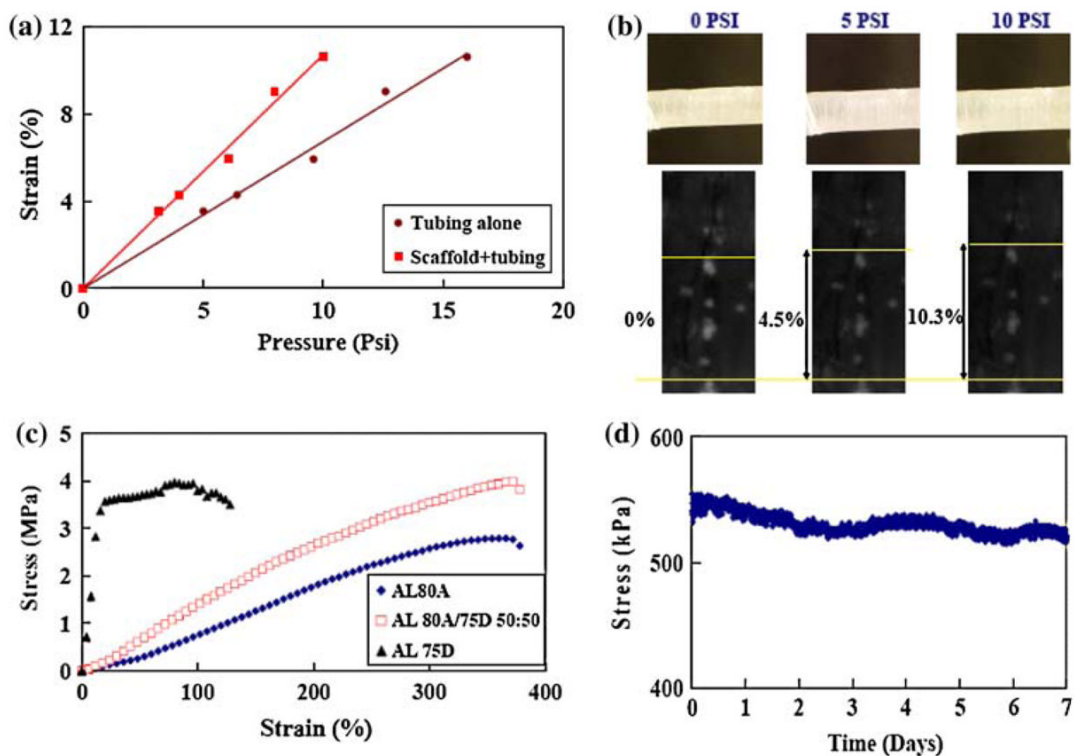 (a)
12
8
4
0
Strain (%)
0 5 10 15 20
Pressure (Psi)
Tubing alone
Scaffold+tubing
(b)
0 PSI 5 PSI 10 PSI
0% 4.5% 10.3%
(c)
5
4
3
2
1
0
Stress (MPa)
0 100 200 300 400
Strain (%)
AL80A
AL 80A/75D 50:50
AL 75D
(d)
600
500
400
Stress (kPa)
0 1 2 3 4 5 6 7
Time (Days)